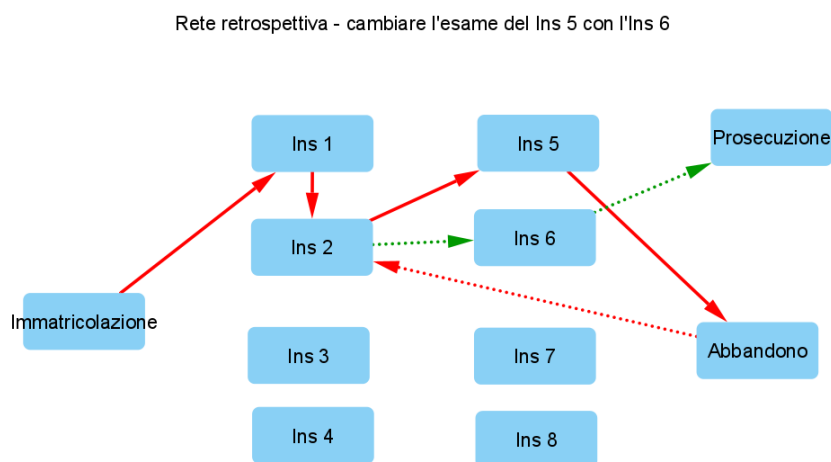 Rete retrospettiva - cambiare l'esame del Ins 5 con l'Ins 6
Prosecuzione
Ins 1
Ins 5
Ins 2
Ins 6
Immatricolazione
Ins 3
Ins 7
Abbandono
Ins 4
Ins 8